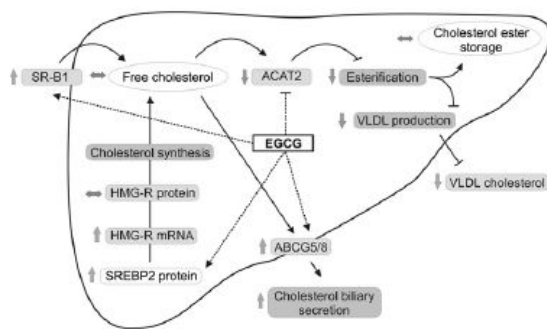 Cholesterol ester
storage
SR-B1
Free cholesterol
ACAT2
Esterification
VLDL production
EGCG
Cholesterol synthesis
VLDL cholesterol
HMG-R protein
HMG-R mRNA
ABCG5/8
SREBP2 protein
Cholesterol biliary
secretion